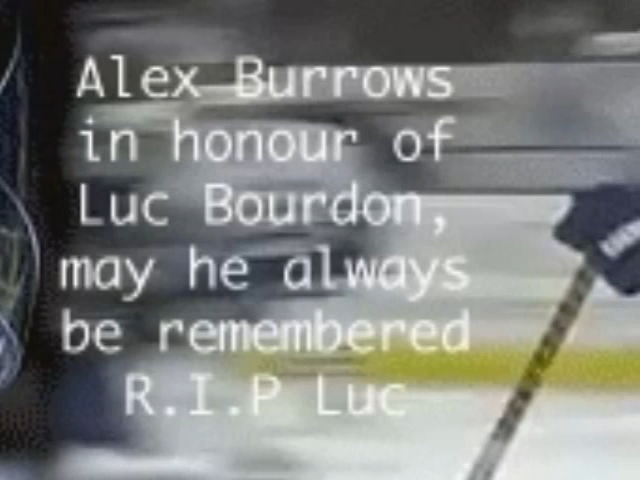 Alex Burrows
in honour of
Luc Bourdon,
may he always
be remembered
R.I.P Luc